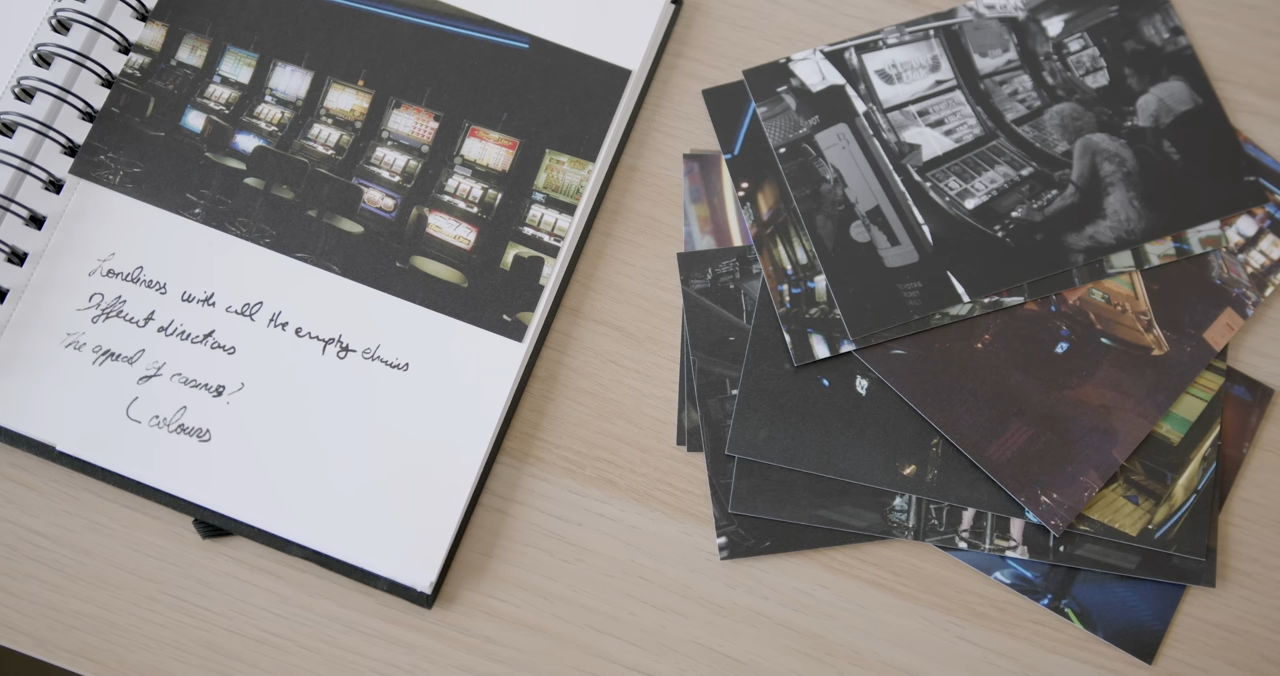 Loneliness with all the empty chairs
Different directions
The appeal of casinos?
colours